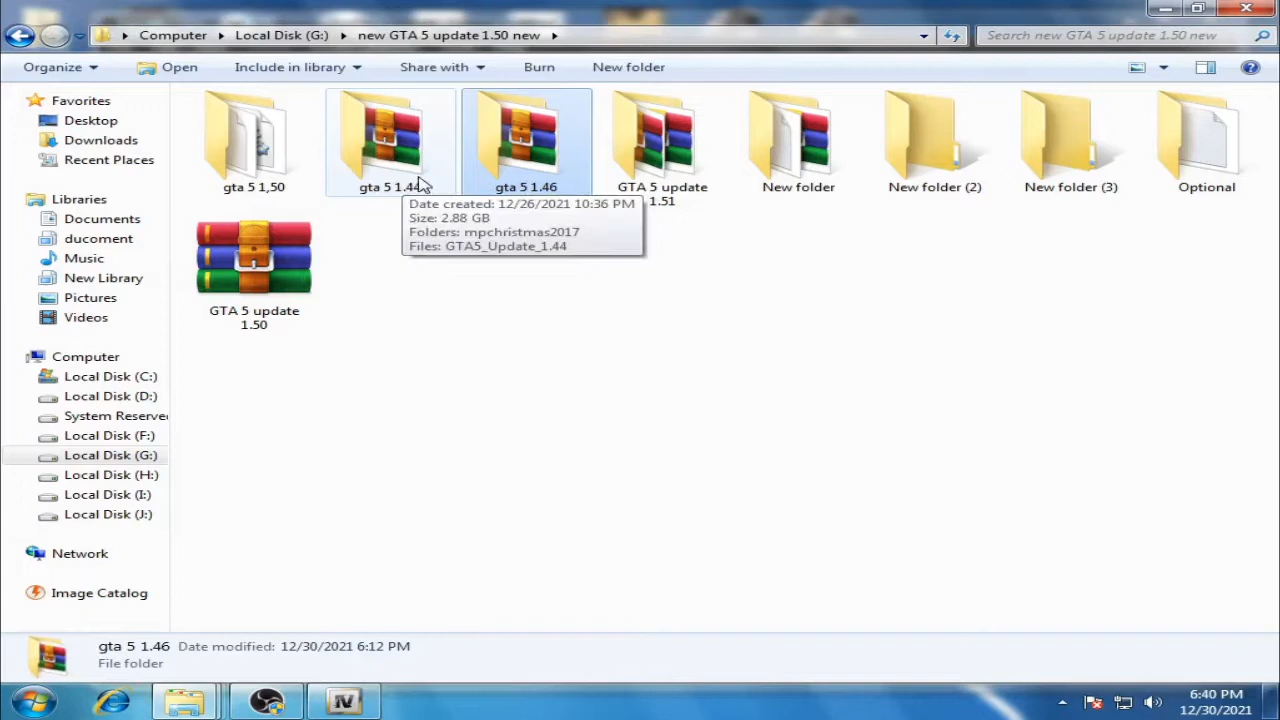 Computer Local Disk (G:) new GTA 5 update 1.50 new
Search new GTA 5 update 1.50 new
Organize Open Include in library Share with Burn New folder
Favorites
Desktop
Downloads
Recent Places
Libraries
Documents
ducoment
Music
New Library
Pictures
Videos
Computer
Local Disk (C:)
Local Disk (D:)
System Reserve
Local Disk (F:)
Local Disk (G:)
Local Disk (H:)
Local Disk (I:)
Local Disk (J:)
Network
Image Catalog
gta 5 1,50
gta 5 1.44
gta 5 1.46
GTA 5 update
1.51
New folder
New folder (2)
New folder (3)
Optional
Date created: 12/26/2021 10:36 PM
Size: 2.88 GB
Folders: mpchristmas2017
Files: GTA5_Update_1.44
GTA 5 update
1.50
gta 5 1.46 Date modified: 12/30/2021 6:12 PM
File folder
IV
6:40 PM
12/30/2021